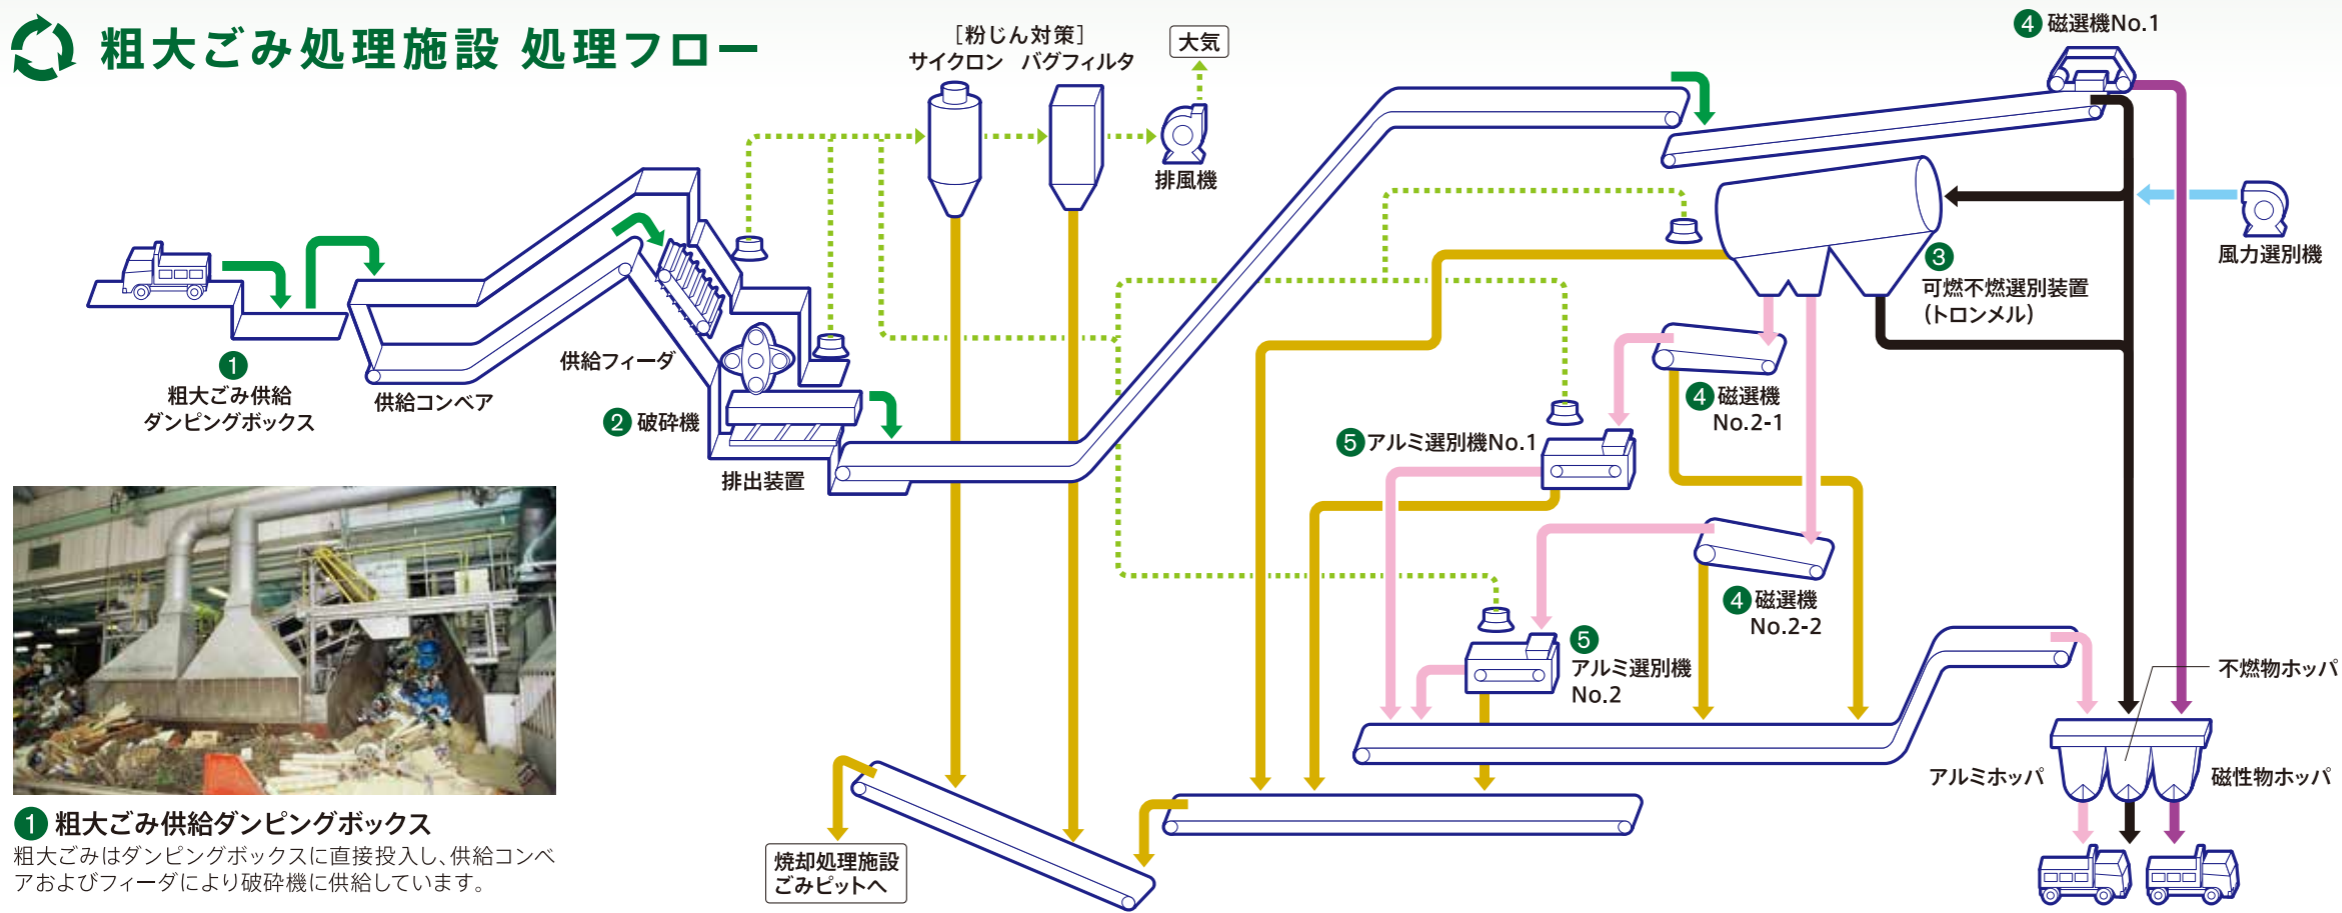 粗大ごみ処理施設 処理フロー
[粉じん対策]
サイクロン バグフィルタ
大気
排風機
④ 磁選機No.1
風力選別機
③
可燃不燃選別装置
(トロンメル)
①
粗大ごみ供給
ダンピングボックス
供給コンベア
供給フィーダ
② 破砕機
排出装置
④ 磁選機
No.2-1
⑤ アルミ選別機No.1
④ 磁選機
No.2-2
⑤
アルミ選別機
No.2
不燃物ホッパ
アルミホッパ
磁性物ホッパ
焼却処理施設
ごみピットへ
① 粗大ごみ供給ダンピングボックス
粗大ごみはダンピングボックスに直接投入し、供給コンベ
アおよびフィーダにより破砕機に供給しています。